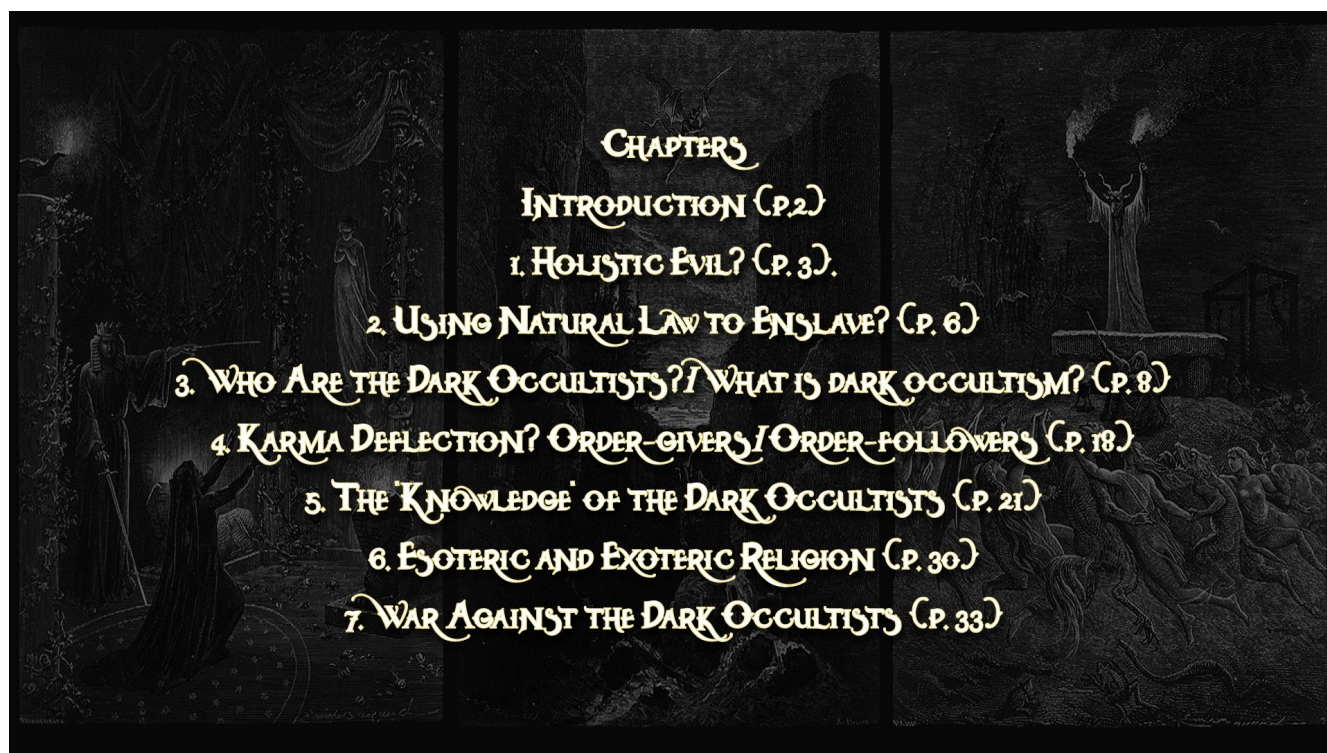 Chapters
Introduction (p.2)
1. Holistic Evil? (p. 3).
2. Using Natural Law to Enslave? (p. 6)
3. Who Are the Dark Occultists?/What is dark occultism? (p. 8)
4. Karma Deflection? Order-givers/Order-followers (p. 18)
5. The 'Knowledge' of the Dark Occultists (p. 21)
6. Esoteric and Exoteric Religion (p. 30)
7. War Against the Dark Occultists (p. 33)